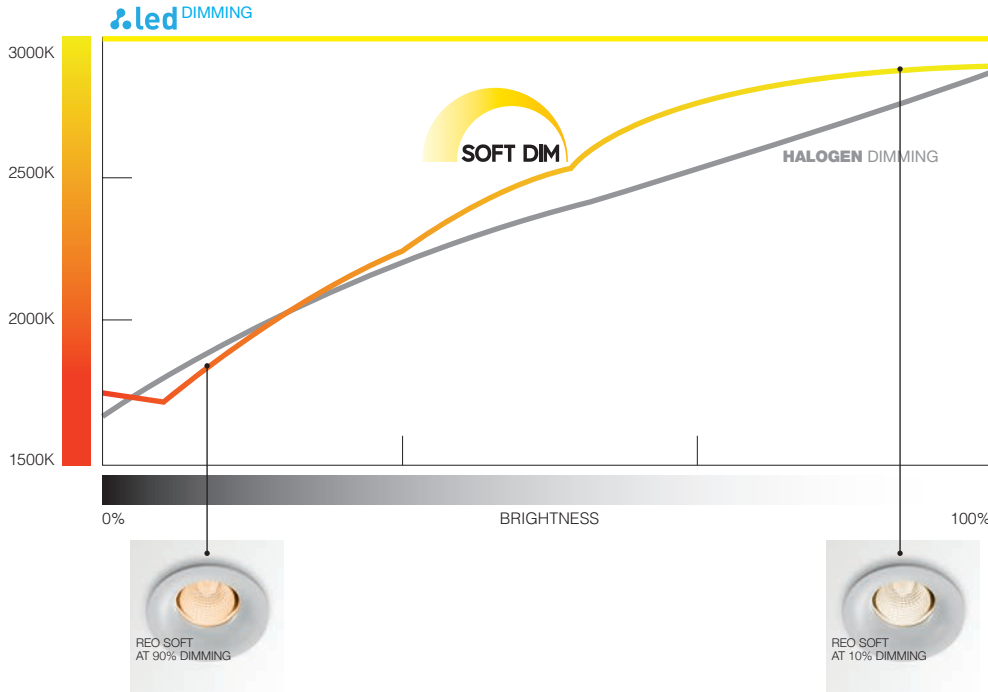 led DIMMING
3000K
SOFT DIM
HALOGEN DIMMING
2500K
2000K
1500K
0%
BRIGHTNESS
100%
REO SOFT
AT 90% DIMMING
REO SOFT
AT 10% DIMMING